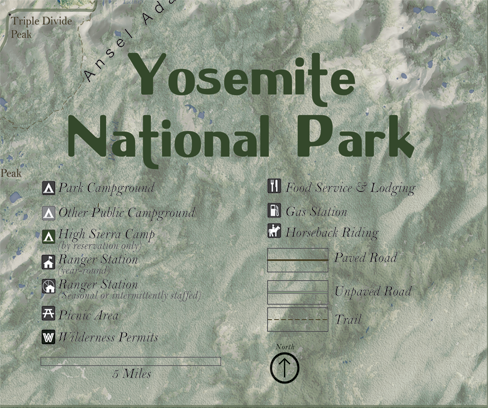 Triple Divide
Peak
Ansel Ada
Yosemite
National Park
Peak
Park Campground
Other Public Campground
High Sierra Camp
(by reservation only)
Ranger Station
(year-round)
Ranger Station
(Seasonal or intermittently staffed)
Picnic Area
W Wilderness Permits
5 Miles
Food Service & Lodging
Gas Station
Horseback Riding
Paved Road
Unpaved Road
Trail
North